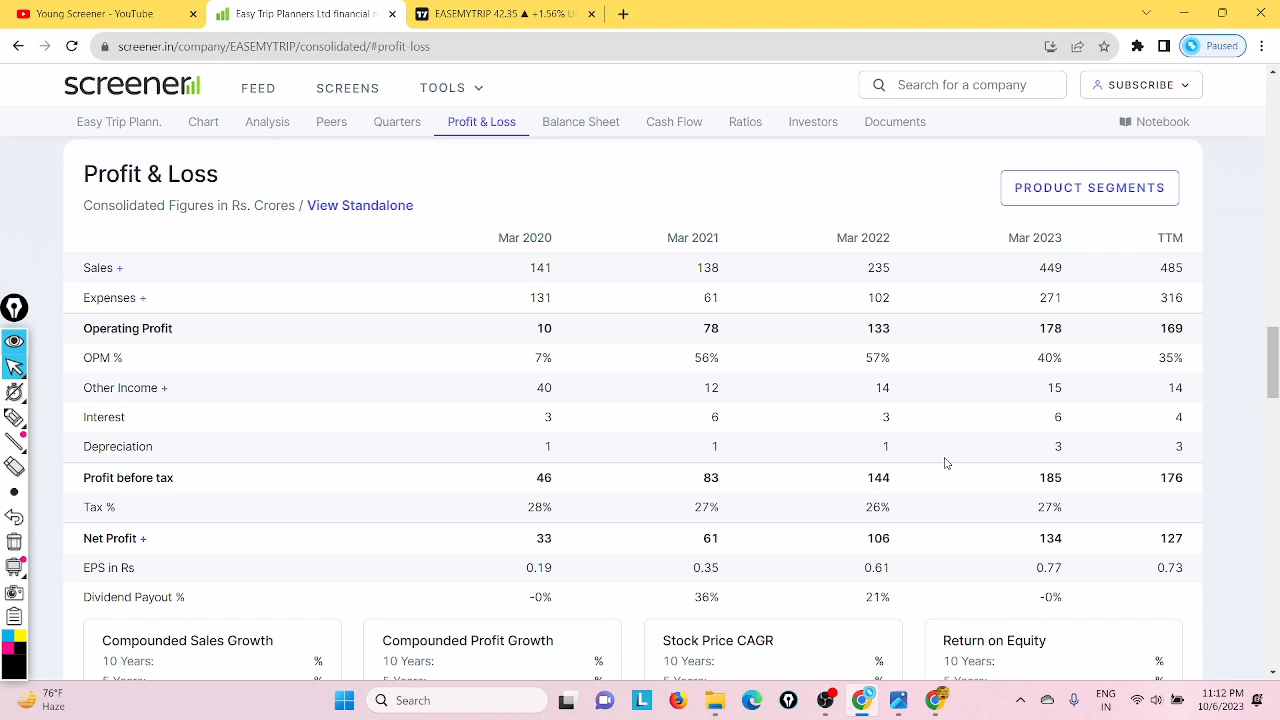 Young Screener - YouTube
Easy Trip Planners Ltd financial r
EASEMYTRIP 42.35 ▲ +1.56% Ur
screener.in/company/EASEMYTRIP/consolidated/#profit-loss
Paused
screener
FEED SCREENS TOOLS
Search for a company
SUBSCRIBE
Easy Trip Plann. Chart Analysis Peers Quarters Profit & Loss Balance Sheet Cash Flow Ratios Investors Documents Notebook
Profit & Loss
PRODUCT SEGMENTS
Consolidated Figures in Rs. Crores / View Standalone
Mar 2020 Mar 2021 Mar 2022 Mar 2023 TTM
Sales + 141 138 235 449 485
Expenses + 131 61 102 271 316
Operating Profit 10 78 133 178 169
OPM % 7% 56% 57% 40% 35%
Other Income + 40 12 14 15 14
Interest 3 6 3 6 4
Depreciation 1 1 1 3 3
Profit before tax 46 83 144 185 176
Tax % 28% 27% 26% 27%
Net Profit + 33 61 106 134 127
EPS in Rs 0.19 0.35 0.61 0.77 0.73
Dividend Payout % -0% 36% 21% -0%
Compounded Sales Growth Compounded Profit Growth Stock Price CAGR Return on Equity
10 Years: % 10 Years: % 10 Years: % 10 Years: %
76°F
Haze
Search
ENG
IN
11:12 PM
10/6/2023